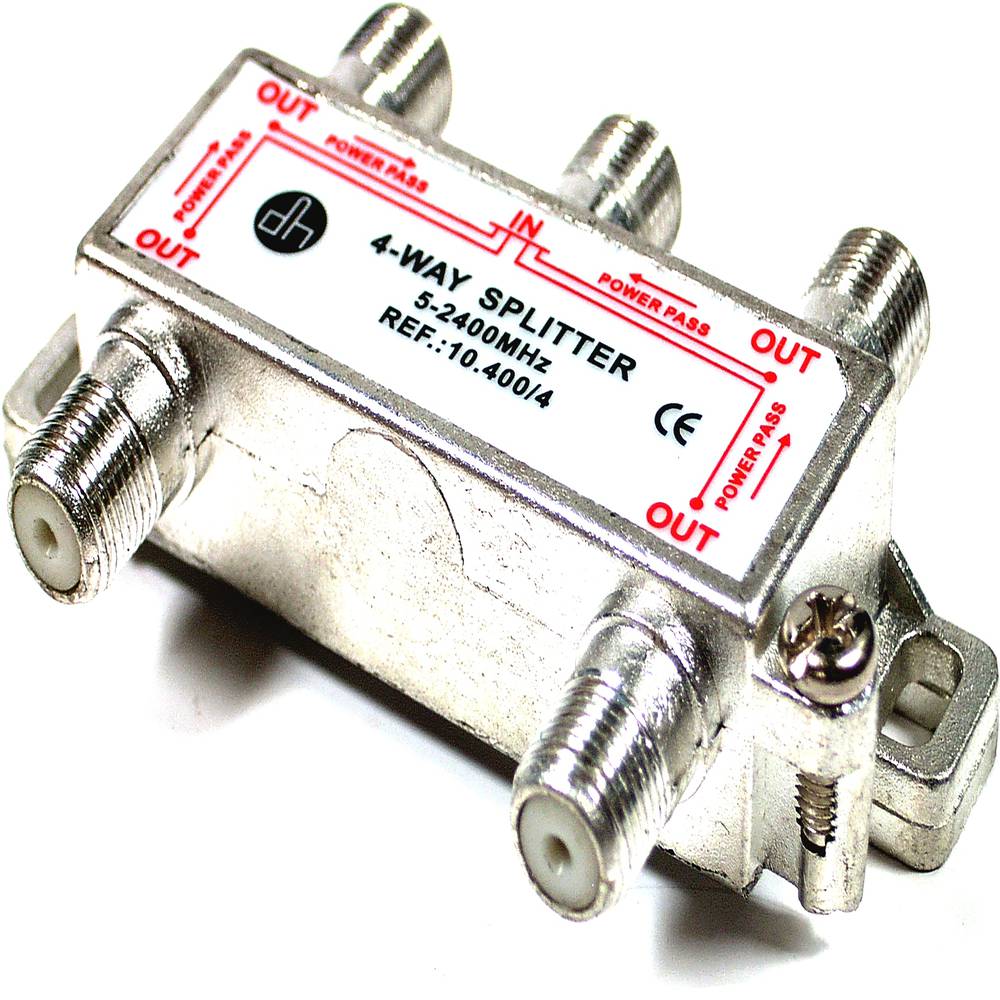 OUT
POWER PASS
POWER PASS
OUT
dh
IN
4-WAY SPLITTER
5-2400MHz
REF.:10.400/4
POWER PASS
OUT
POWER PASS
CE
OUT